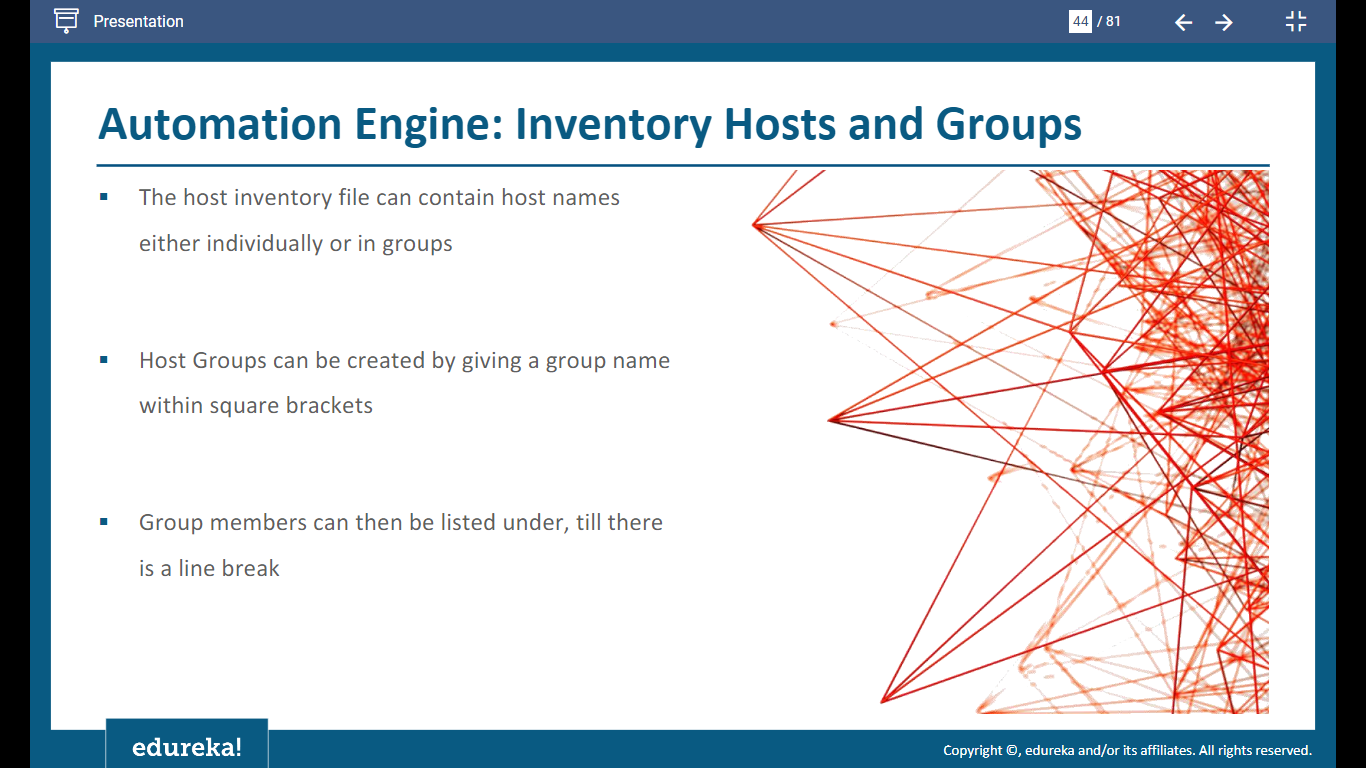 Presentation
44 / 81
Automation Engine: Inventory Hosts and Groups
▪ The host inventory file can contain host names
either individually or in groups
▪ Host Groups can be created by giving a group name
within square brackets
▪ Group members can then be listed under, till there
is a line break
edureka!
Copyright ©, edureka and/or its affiliates. All rights reserved.